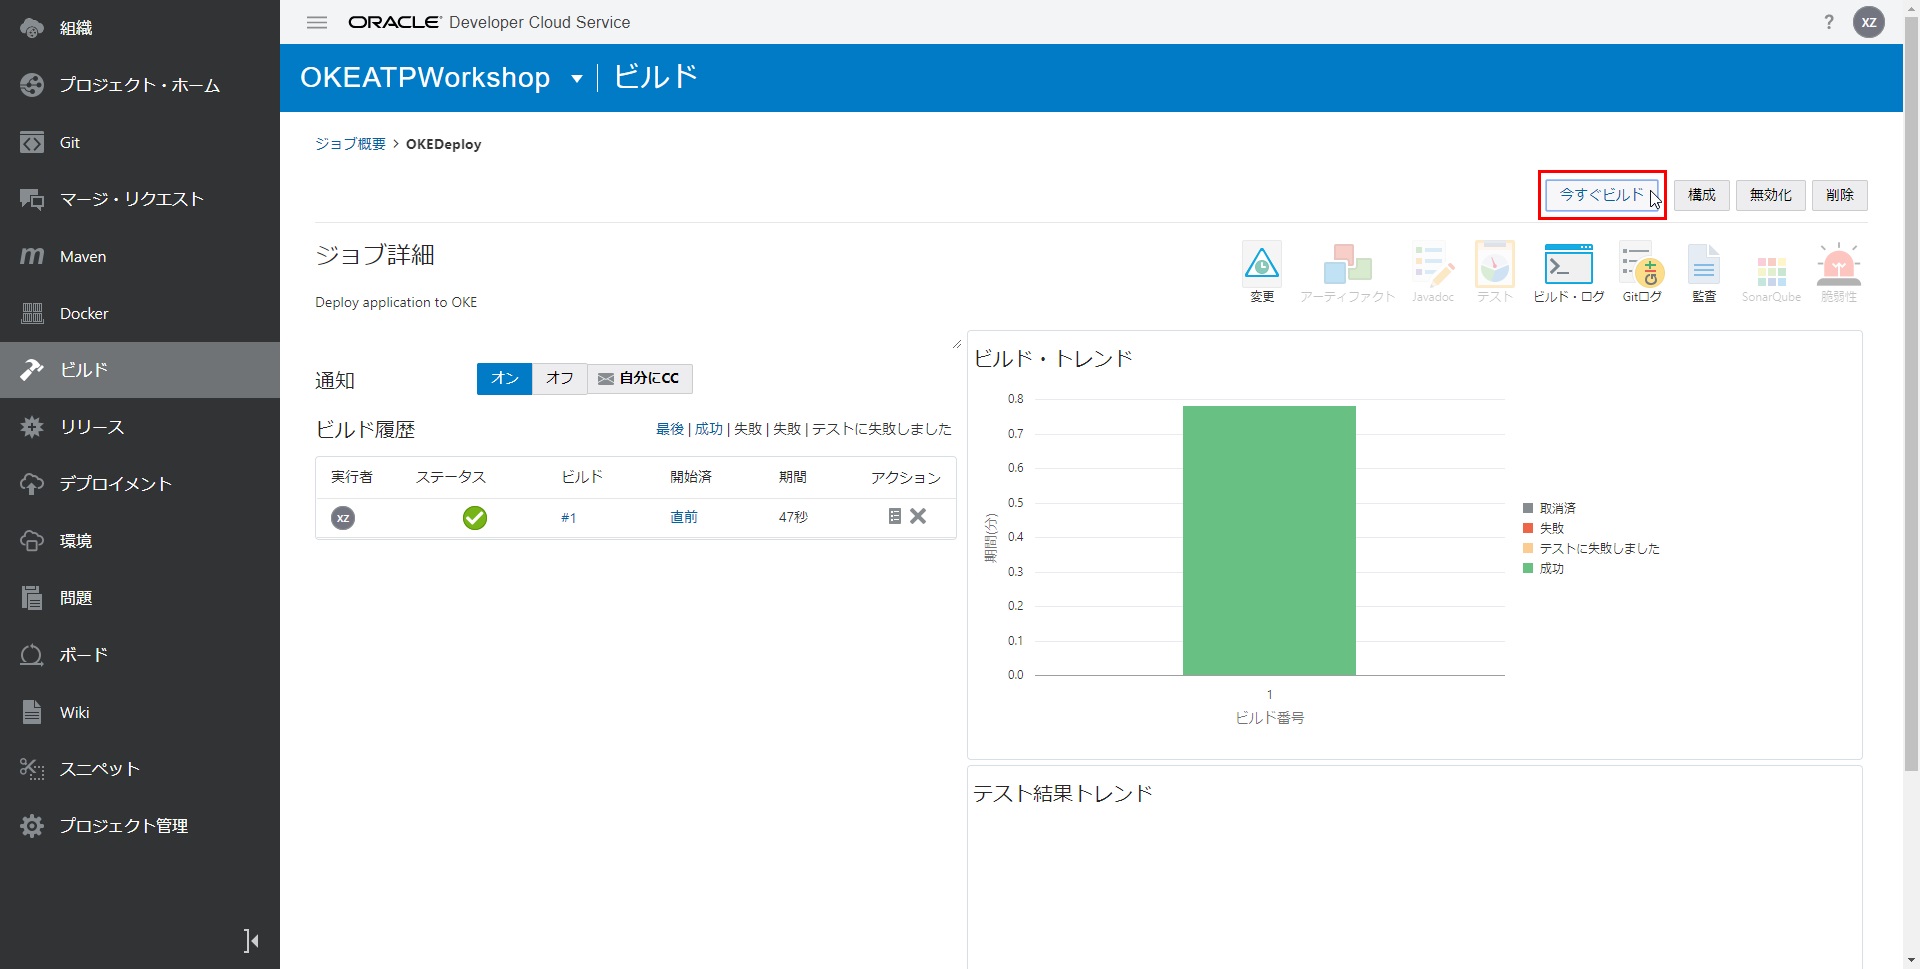 組織
プロジェクト・ホーム
Git
マージ・リクエスト
Maven
Docker
ビルド
リリース
デプロイメント
環境
問題
ボード
Wiki
スニペット
プロジェクト管理
ORACLE Developer Cloud Service
? XZ
OKEATPWorkshop ビルド
ジョブ概要 > OKEDeploy
今すぐビルド 構成 無効化 削除
ジョブ詳細
Deploy application to OKE
変更 アーティファクト Javadoc テスト ビルド・ログ Gitログ 監査 SonarQube 脆弱性
通知 オン オフ 自分にCC
ビルド履歴 最後 | 成功 | 失敗 | 失敗 | テストに失敗しました
実行者 ステータス ビルド 開始済 期間 アクション
XZ #1 直前 47秒
ビルド・トレンド
0.8
0.7
0.6
0.5
0.4
0.3
0.2
0.1
0.0
期間(分)
1
ビルド番号
取消済
失敗
テストに失敗しました
成功
テスト結果トレンド